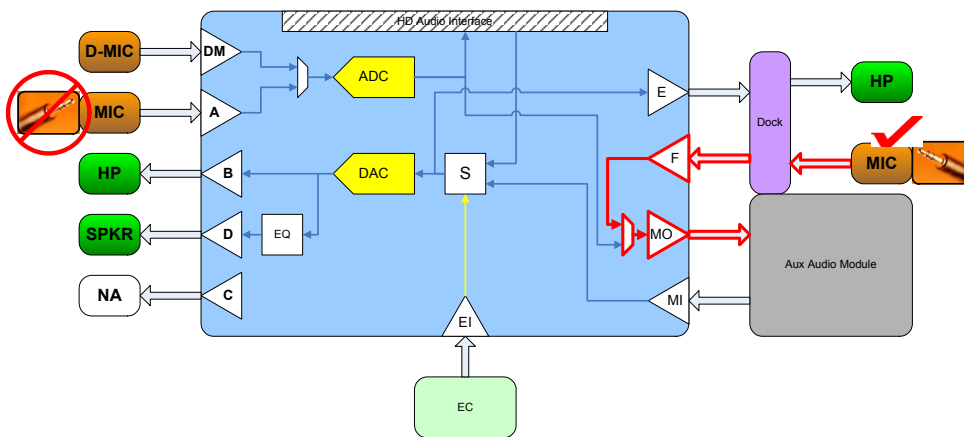 HD Audio Interface
D-MIC
DM
ADC
MIC
A
E
HP
Dock
F
MIC
HP
B
DAC
S
SPKR
D
EQ
MO
Aux Audio Module
NA
C
MI
EI
EC